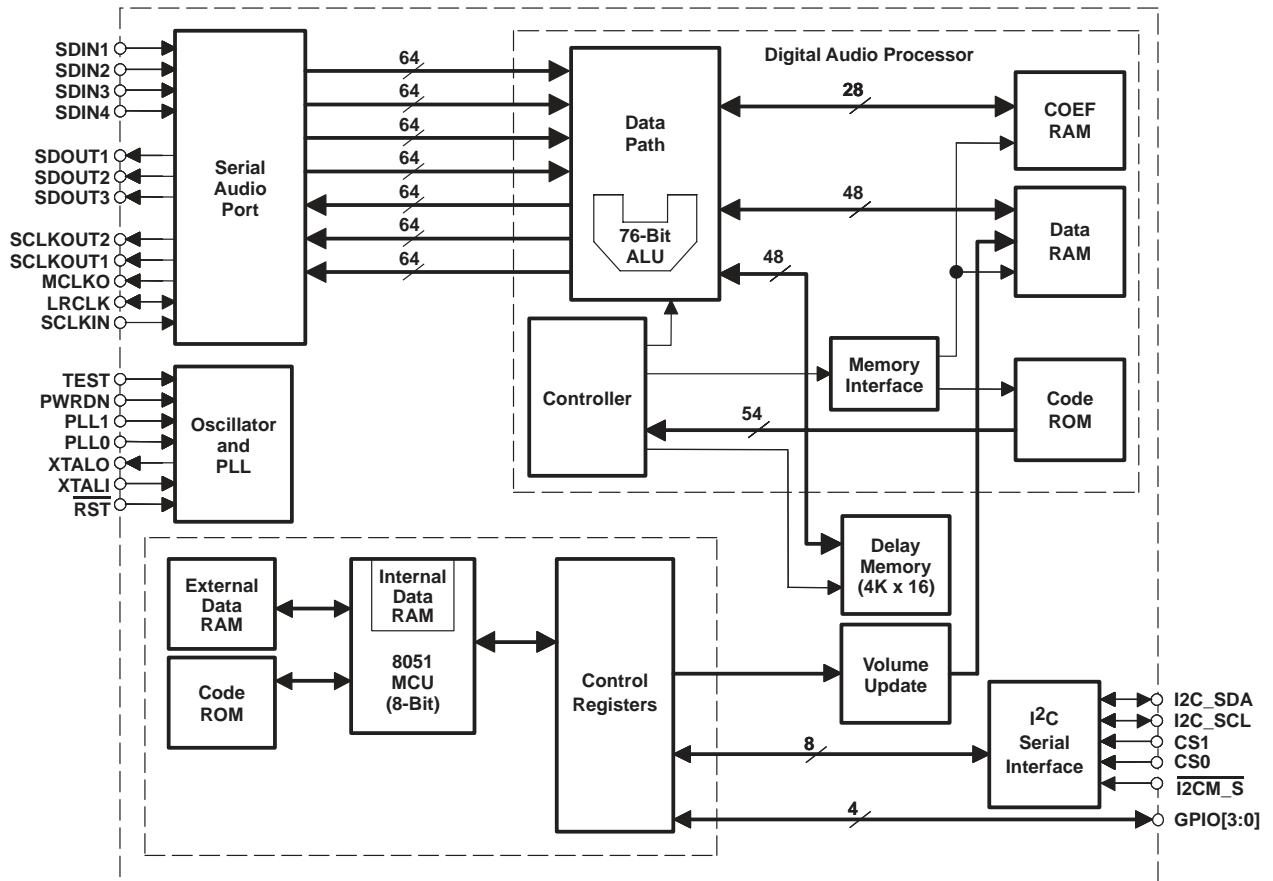 SDIN1
SDIN2
SDIN3
SDIN4
SDOUT1
SDOUT2
SDOUT3
SCLKOUT2
SCLKOUT1
MCLKO
LRCLK
SCLKIN
Serial
Audio
Port
64
64
64
64
64
64
64
Digital Audio Processor
Data
Path
76-Bit
ALU
28
48
48
COEF
RAM
Data
RAM
Controller
Memory
Interface
Code
ROM
54
TEST
PWRDN
PLL1
PLL0
XTALO
XTALI
RST
Oscillator
and
PLL
Delay
Memory
(4K x 16)
External
Data
RAM
Code
ROM
Internal
Data
RAM
8051
MCU
(8-Bit)
Control
Registers
Volume
Update
8
4
I2C
Serial
Interface
I2C_SDA
I2C_SCL
CS1
CS0
I2CM_S
GPIO[3:0]